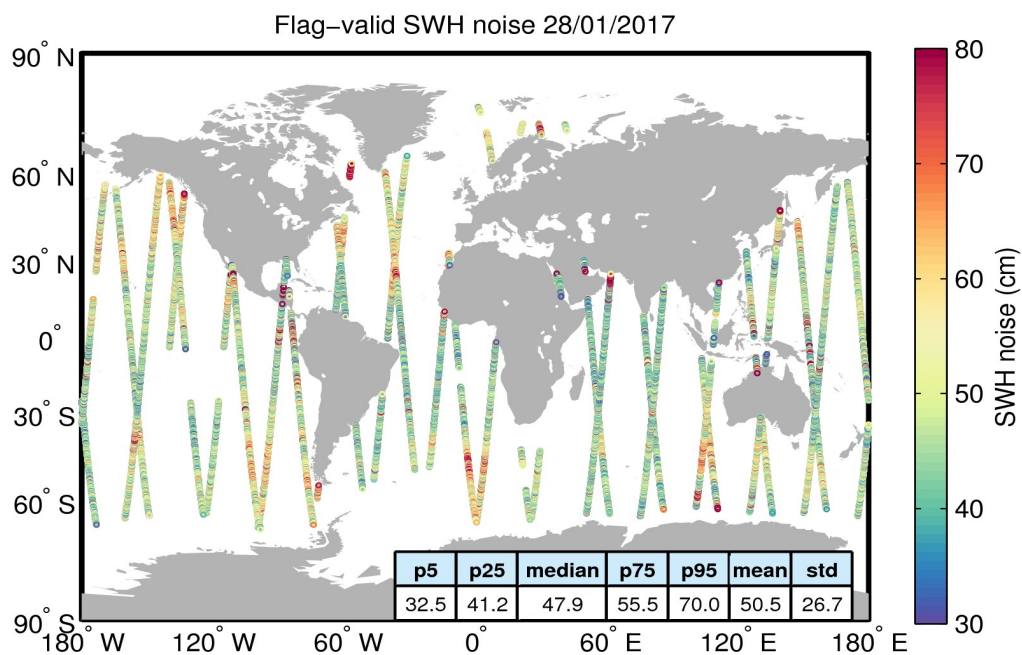 Flag−valid SWH noise 28/01/2017
90° N
60° N
30° N
0°
30° S
60° S
90° S
180° W
120° W
60° W
0°
60° E
120° E
180° E
p5 p25 median p75 p95 mean std
32.5 41.2 47.9 55.5 70.0 50.5 26.7
80
70
60
50
40
30
SWH noise (cm)